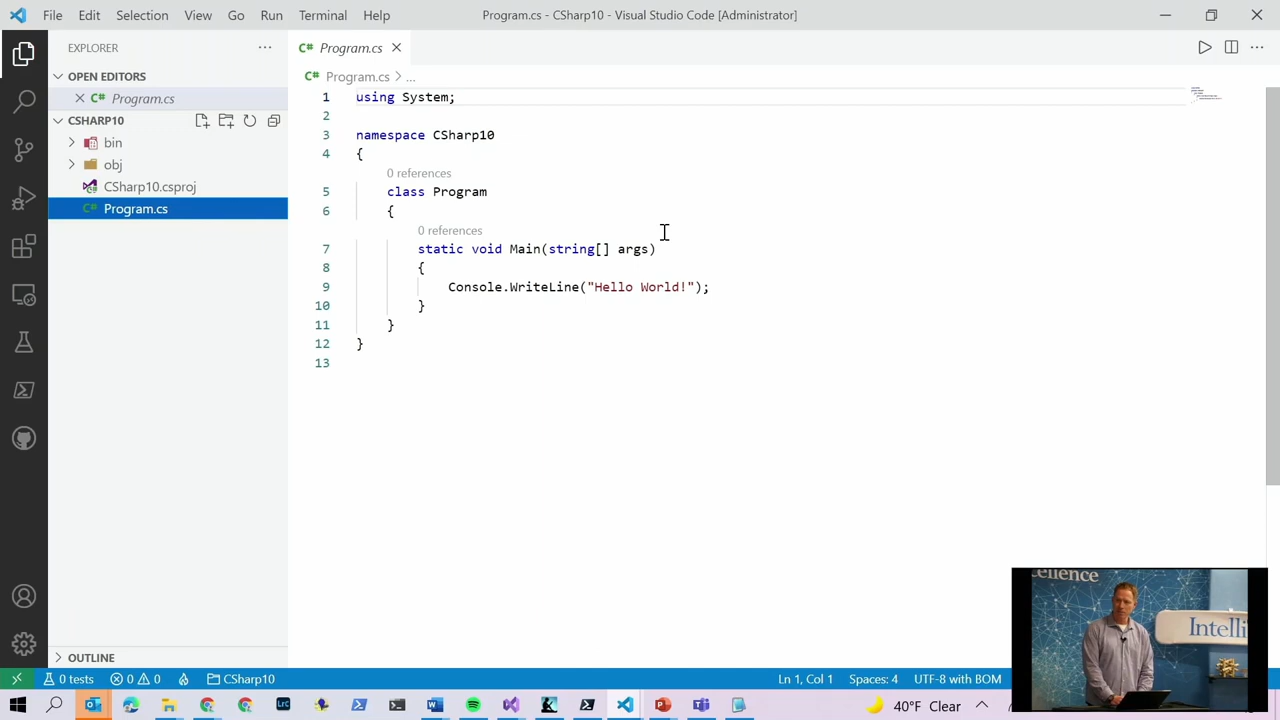 File Edit Selection View Go Run Terminal Help
Program.cs - CSharp10 - Visual Studio Code [Administrator]
EXPLORER
OPEN EDITORS
C# Program.cs
CSHARP10
bin
obj
CSharp10.csproj
C# Program.cs
C# Program.cs
C# Program.cs > ...
1 using System;
2
3 namespace CSharp10
4 {
0 references
5 class Program
6 {
0 references
7 static void Main(string[] args)
8 {
9 Console.WriteLine("Hello World!");
10 }
11 }
12 }
13
OUTLINE
0 tests
0 0
CSharp10
Ln 1, Col 1
Spaces: 4
UTF-8 with BOM
Lrc
40°F Clear
ellence
Intelli